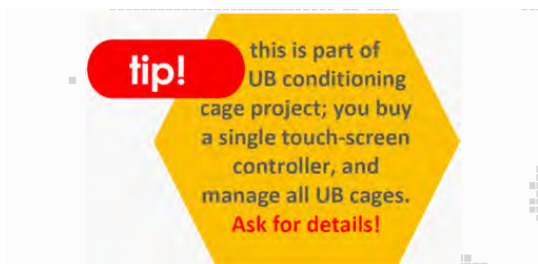 tip!
this is part of
UB conditioning
cage project; you buy
a single touch-screen
controller, and
manage all UB cages.
Ask for details!